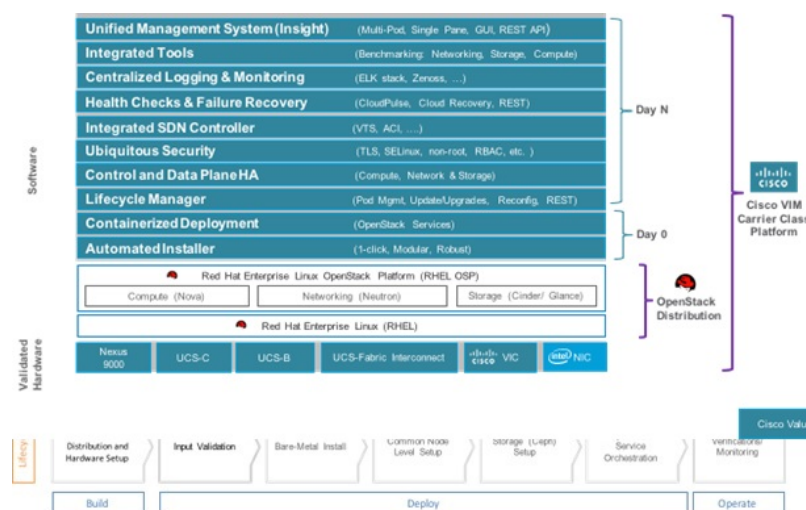 Unified Management System (Insight) (Multi-Pod, Single Pane, GUI, REST API)
Integrated Tools (Benchmarking: Networking, Storage, Compute)
Centralized Logging & Monitoring (ELK stack, Zenoss, ...)
Health Checks & Failure Recovery (CloudPulse, Cloud Recovery, REST)
Integrated SDN Controller (VTS, ACI, ....)
Ubiquitous Security (TLS, SELinux, non-root, RBAC, etc. )
Control and Data Plane HA (Compute, Network & Storage)
Lifecycle Manager (Pod Mgmt, Update/Upgrades, Reconfig, REST)
Containerized Deployment (OpenStack Services)
Automated Installer (1-click, Modular, Robust)
Day N
Day 0
Software
CISCO
Cisco VIM
Carrier Class
Platform
Red Hat Enterprise Linux OpenStack Platform (RHEL OSP)
Compute (Nova) Networking (Neutron) Storage (Cinder/ Glance)
Red Hat Enterprise Linux (RHEL)
OpenStack
Distribution
Validated
Hardware
Nexus
9000
UCS-C
UCS-B
UCS-Fabric Interconnect
CISCO VIC
intel NIC
Cisco Valu
Lifecyc
Distribution and
Hardware Setup
Input Validation
Bare-Metal Install
Common Node
Level Setup
Storage (Ceph)
Setup
Service
Orchestration
Verifications/
Monitoring
Build Deploy Operate